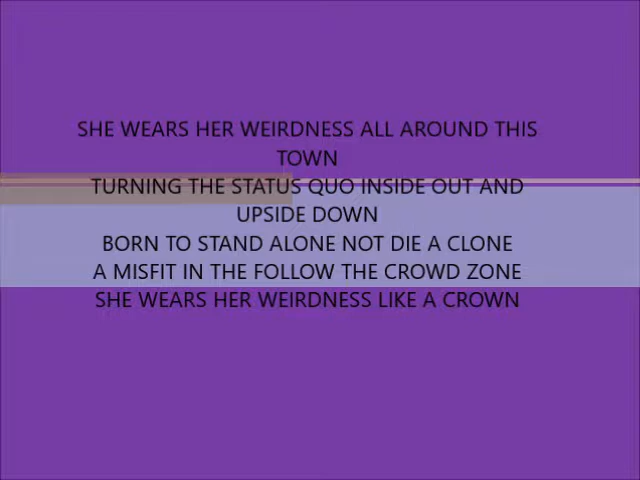 SHE WEARS HER WEIRDNESS ALL AROUND THIS
TOWN
TURNING THE STATUS QUO INSIDE OUT AND
UPSIDE DOWN
BORN TO STAND ALONE NOT DIE A CLONE
A MISFIT IN THE FOLLOW THE CROWD ZONE
SHE WEARS HER WEIRDNESS LIKE A CROWN